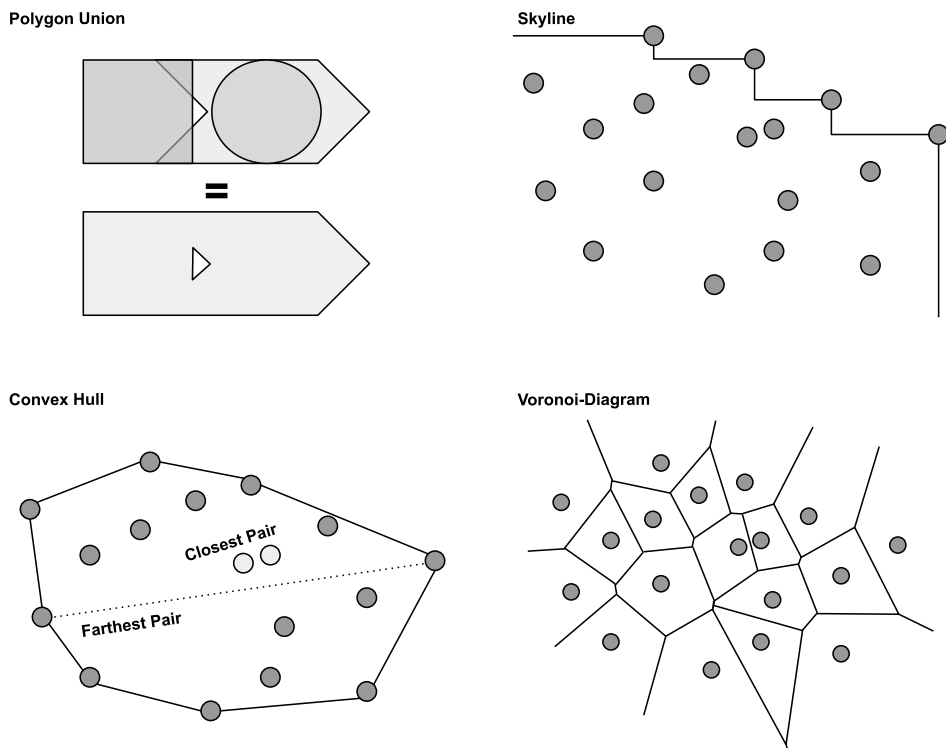 Polygon Union
Skyline
=
Convex Hull
Voronoi-Diagram
Closest Pair
Farthest Pair